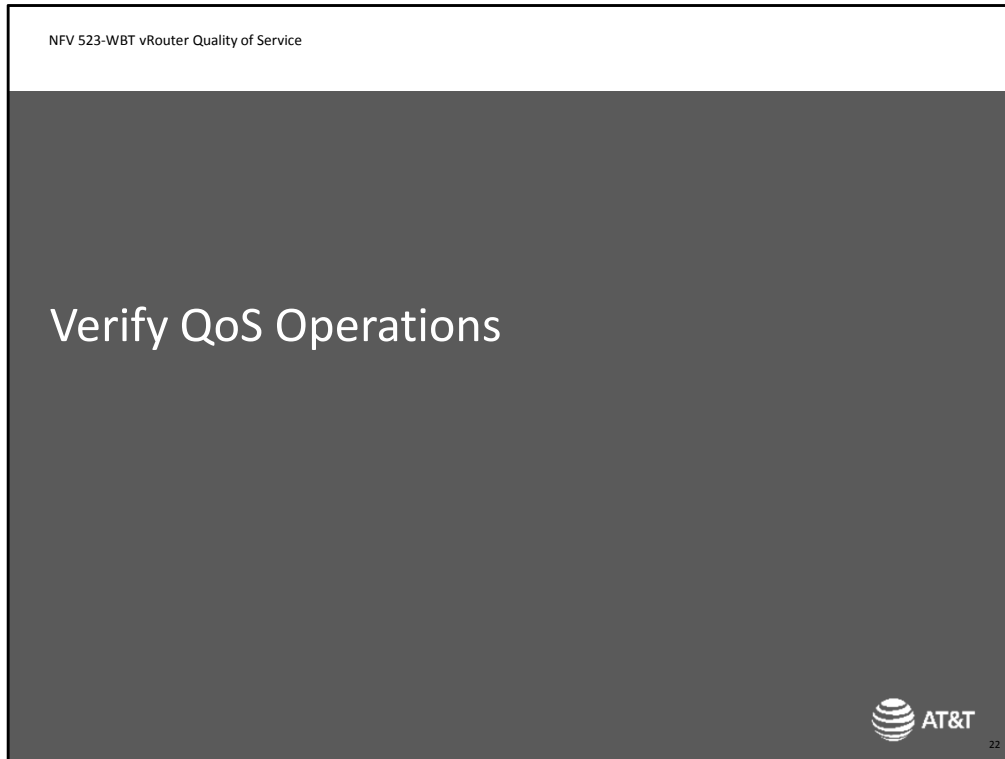 NFV 523-WBT vRouter Quality of Service
Verify QoS Operations
AT&T
22